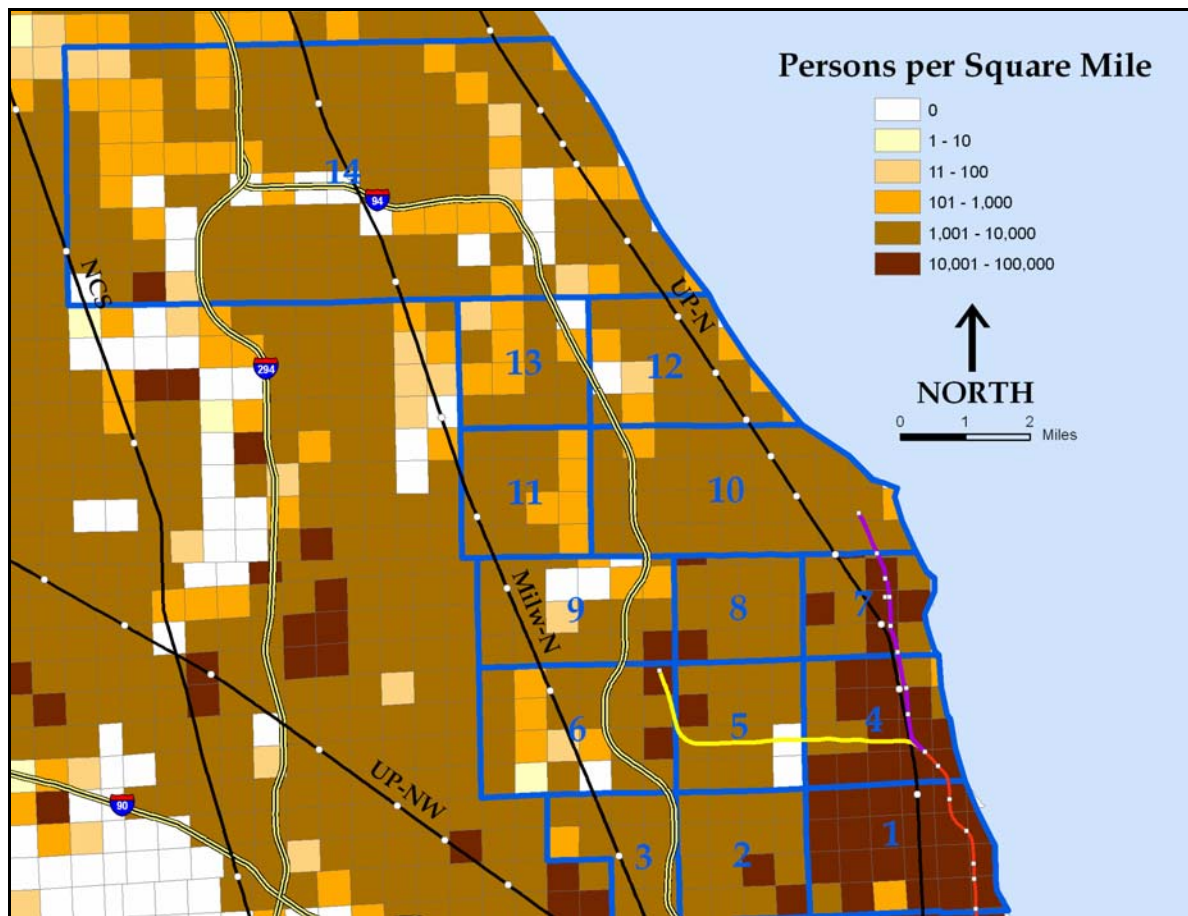 Persons per Square Mile
0
1 - 10
11 - 100
101 - 1,000
1,001 - 10,000
10,001 - 100,000
NORTH
0 1 2 Miles
14
94
NCS
UP-N
294
13
12
11
10
Milw-N
9
8
7
6
5
4
UP-NW
90
3
2
1